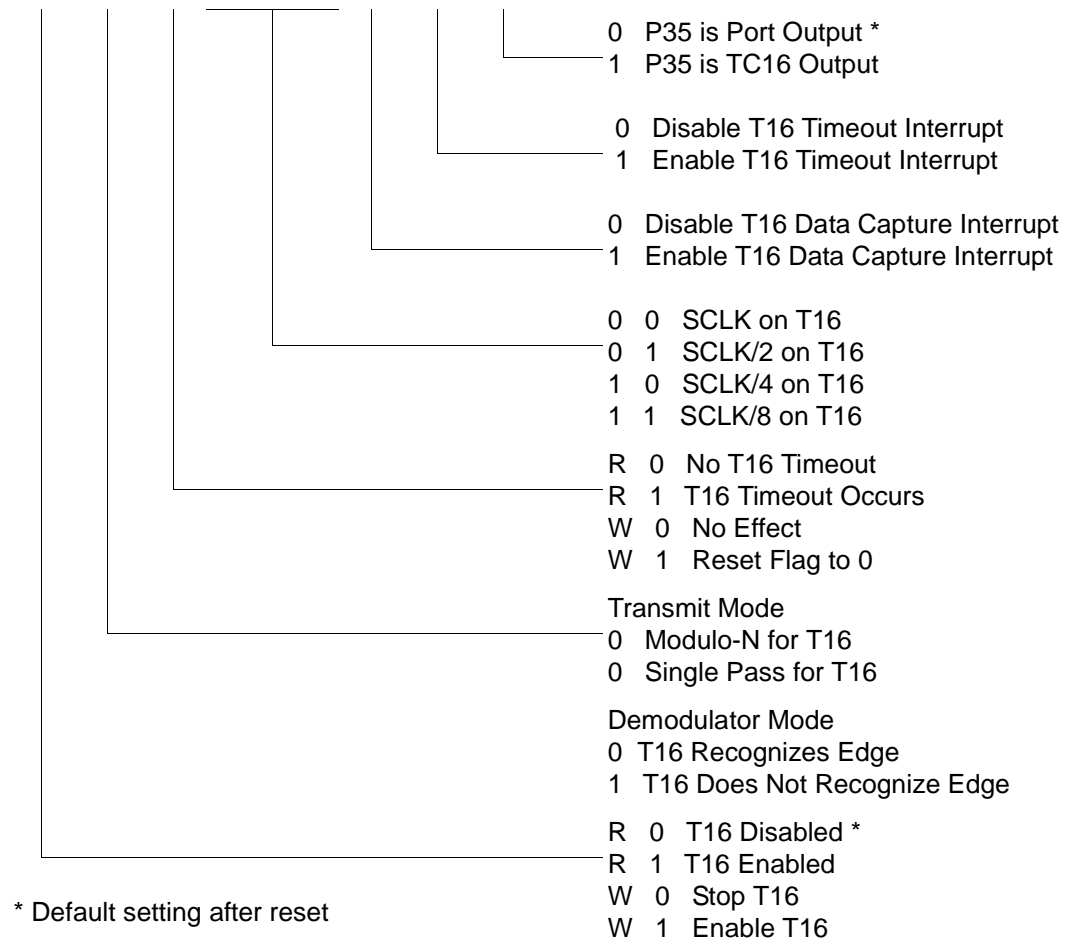 0 P35 is Port Output *
1 P35 is TC16 Output
0 Disable T16 Timeout Interrupt
1 Enable T16 Timeout Interrupt
0 Disable T16 Data Capture Interrupt
1 Enable T16 Data Capture Interrupt
0 0 SCLK on T16
0 1 SCLK/2 on T16
1 0 SCLK/4 on T16
1 1 SCLK/8 on T16
R 0 No T16 Timeout
R 1 T16 Timeout Occurs
W 0 No Effect
W 1 Reset Flag to 0
Transmit Mode
0 Modulo-N for T16
0 Single Pass for T16
Demodulator Mode
0 T16 Recognizes Edge
1 T16 Does Not Recognize Edge
R 0 T16 Disabled *
R 1 T16 Enabled
W 0 Stop T16
W 1 Enable T16
* Default setting after reset